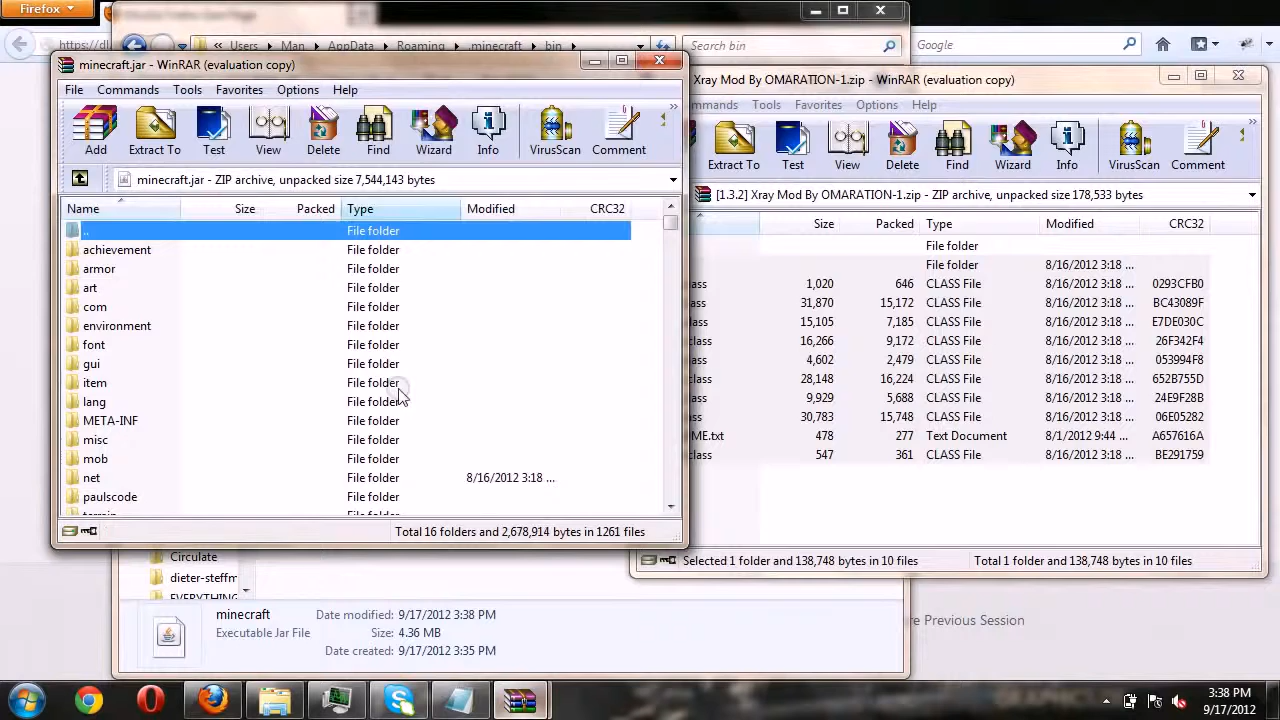 Firefox
https://dl
Users Man AppData Roaming .minecraft bin
Search bin
Google
minecraft.jar - WinRAR (evaluation copy)
File Commands Tools Favorites Options Help
Add Extract To Test View Delete Find Wizard Info VirusScan Comment
minecraft.jar - ZIP archive, unpacked size 7,544,143 bytes
Name Size Packed Type Modified CRC32
.. File folder
achievement File folder
armor File folder
art File folder
com File folder
environment File folder
font File folder
gui File folder
item File folder
lang File folder
META-INF File folder
misc File folder
mob File folder
net File folder 8/16/2012 3:18 ...
paulscode File folder
Total 16 folders and 2,678,914 bytes in 1261 files
Xray Mod By OMARATION-1.zip - WinRAR (evaluation copy)
mmands Tools Favorites Options Help
Extract To Test View Delete Find Wizard Info VirusScan Comment
[1.3.2] Xray Mod By OMARATION-1.zip - ZIP archive, unpacked size 178,533 bytes
Size Packed Type Modified CRC32
File folder
File folder 8/16/2012 3:18 ...
ass 1,020 646 CLASS File 8/16/2012 3:18 ... 0293CFB0
lass 31,870 15,172 CLASS File 8/16/2012 3:18 ... BC43089F
lass 15,105 7,185 CLASS File 8/16/2012 3:18 ... E7DE030C
.class 16,266 9,172 CLASS File 8/16/2012 3:18 ... 26F342F4
lass 4,602 2,479 CLASS File 8/16/2012 3:18 ... 053994F8
class 28,148 16,224 CLASS File 8/16/2012 3:18 ... 652B755D
class 9,929 5,688 CLASS File 8/16/2012 3:18 ... 24E9F28B
class 30,783 15,748 CLASS File 8/16/2012 3:18 ... 06E05282
ME.txt 478 277 Text Document 8/1/2012 9:44 ... A657616A
class 547 361 CLASS File 8/16/2012 3:18 ... BE291759
Selected 1 folder and 138,748 bytes in 10 files Total 1 folder and 138,748 bytes in 10 files
Circulate
dieter-steffm
EVERYTHING
minecraft Date modified: 9/17/2012 3:38 PM
Executable Jar File Size: 4.36 MB
Date created: 9/17/2012 3:35 PM
re Previous Session
3:38 PM
9/17/2012